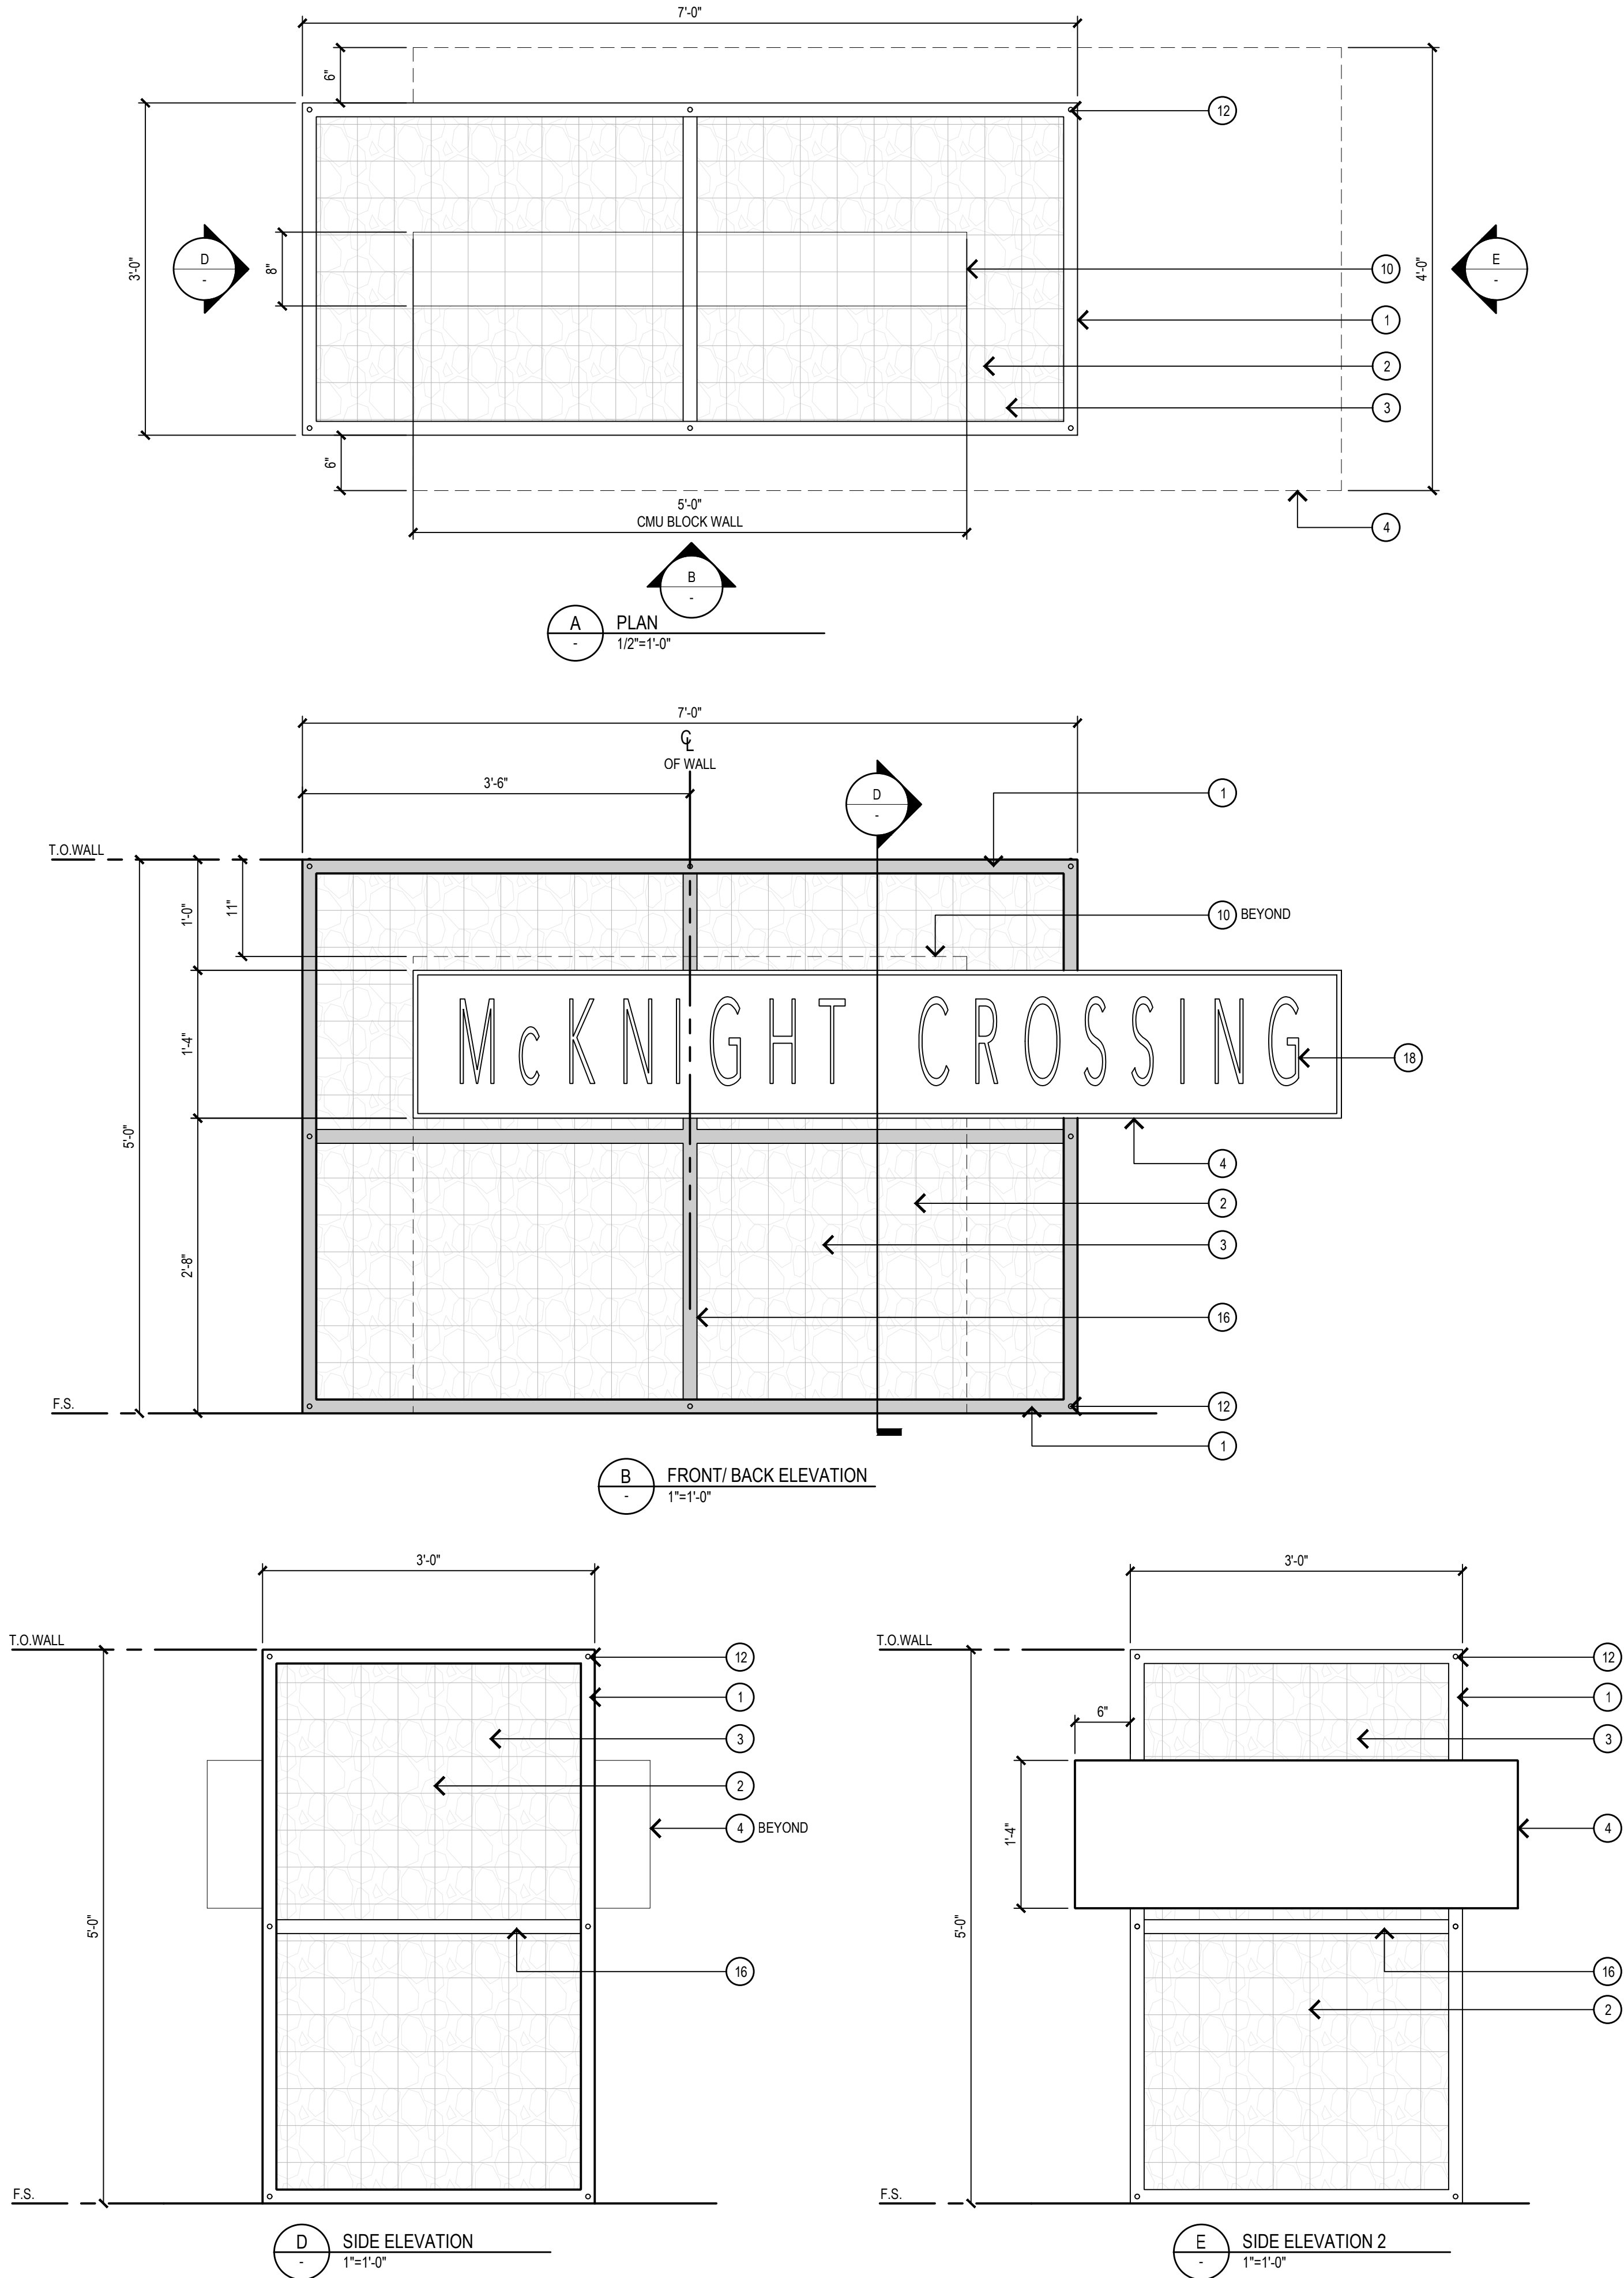 7'-0"
6"
12
3'-0"
D
-
8"
10
4'-0"
E
-
1
2
3
6"
5'-0"
CMU BLOCK WALL
4
B
-
A
-
PLAN
1/2"=1'-0"
7'-0"
CL
OF WALL
3'-6"
D
-
1
T.O.WALL
1'-0"
11"
10 BEYOND
McKNIGHT CROSSING
1'-4"
18
5'-0"
4
2
3
2'-8"
16
F.S.
12
1
B
-
FRONT/ BACK ELEVATION
1"=1'-0"
3'-0"
T.O.WALL
12
1
3
2
4 BEYOND
5'-0"
16
F.S.
D
-
SIDE ELEVATION
1"=1'-0"
3'-0"
T.O.WALL
12
1
6"
3
1'-4"
4
5'-0"
16
2
F.S.
E
-
SIDE ELEVATION 2
1"=1'-0"